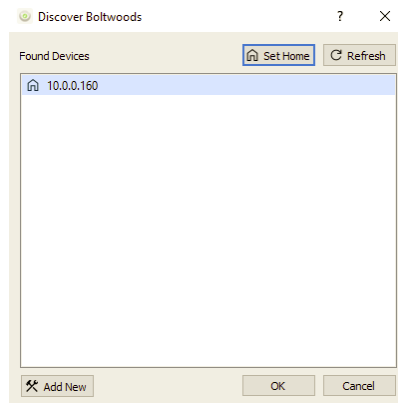 Discover Boltwoods
Found Devices
Set Home
Refresh
10.0.0.160
Add New
OK
Cancel